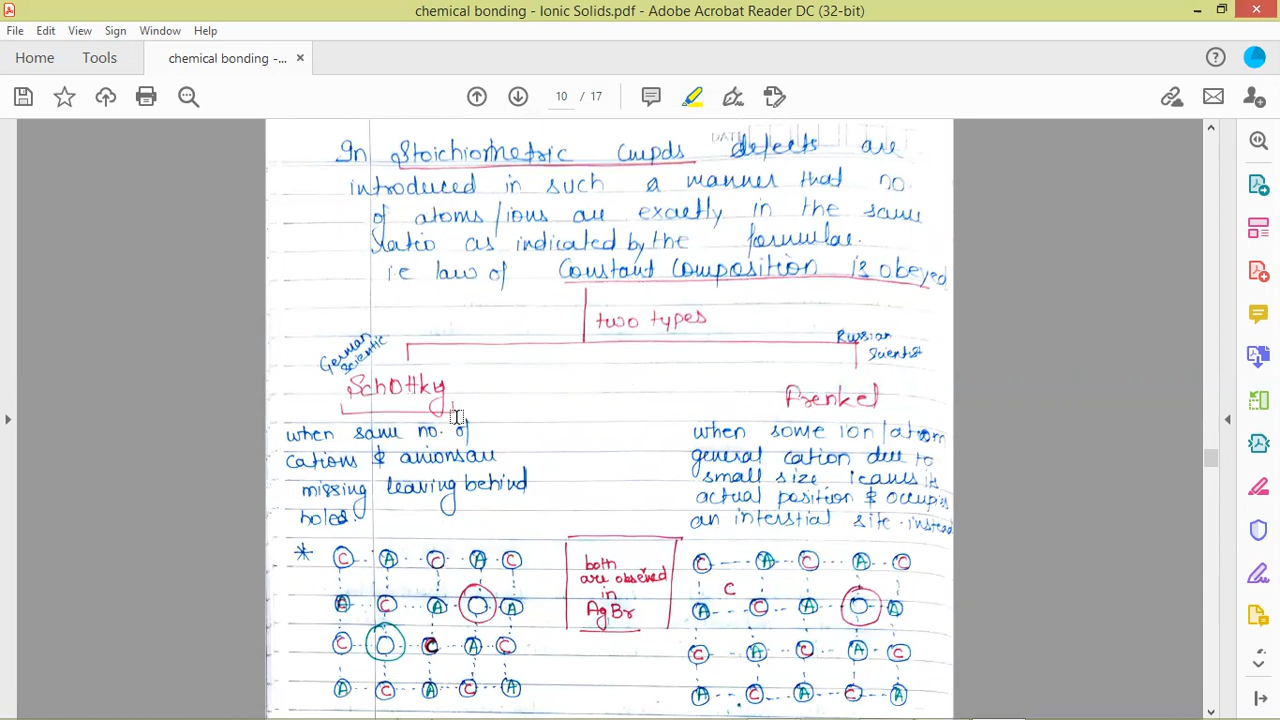 chemical bonding - Ionic Solids.pdf - Adobe Acrobat Reader DC (32-bit)
File Edit View Sign Window Help
Home Tools chemical bonding -... ×
10 / 17
DATE
In Stoichiometric Cmpds defects are
introduced in such a manner that no.
of atoms/ions are exactly in the same
ratio as indicated by the formulae.
i.e law of Constant Composition is obeyed
two types
German Scientic
Russian Scientist
Schottky
Frenkel
when same no. of
cations & anions are
missing leaving behind
holes.
when some ion/atom
general cation due to
small size leaves its
actual position & occupies
an interstial site instead
* C A C A C
A C A A
C C A C
A C A C A
both
are observed
in
AgBr
C A C A C
C
A C A A
C A C A C
A C A C A